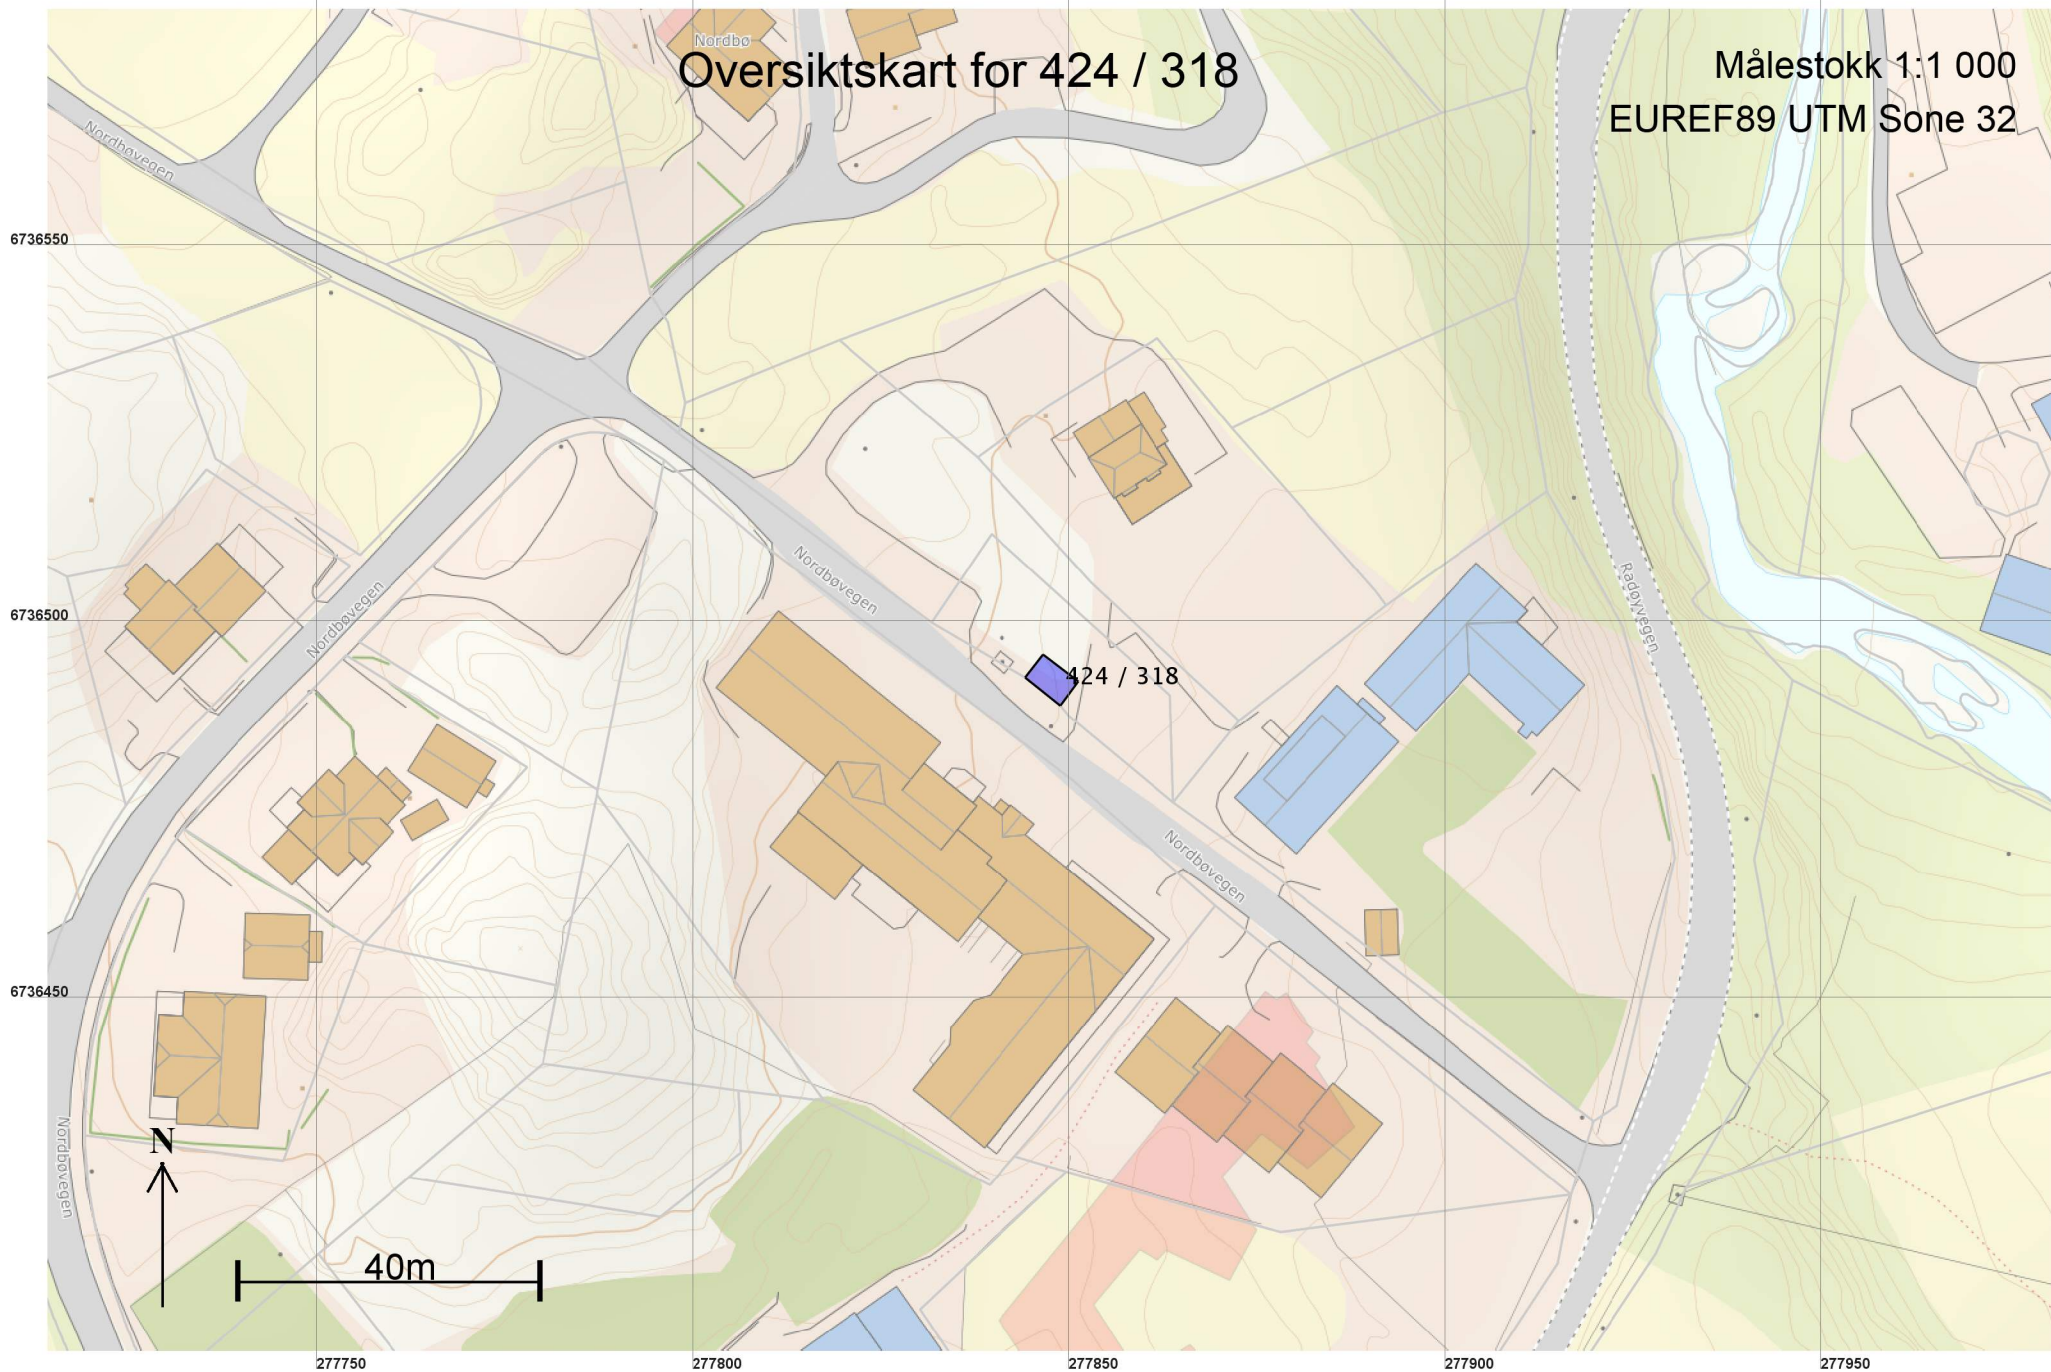 Nordbø
Oversiktskart for 424 / 318
Målestokk 1:1 000
EUREF89 UTM Sone 32
Nordbøvegen
6736550
Nordbøvegen
Nordbøvegen
Radøyvegen
6736500
424 / 318
Nordbøvegen
6736450
Nordbøvegen
N
40m
277750
277800
277850
277900
277950